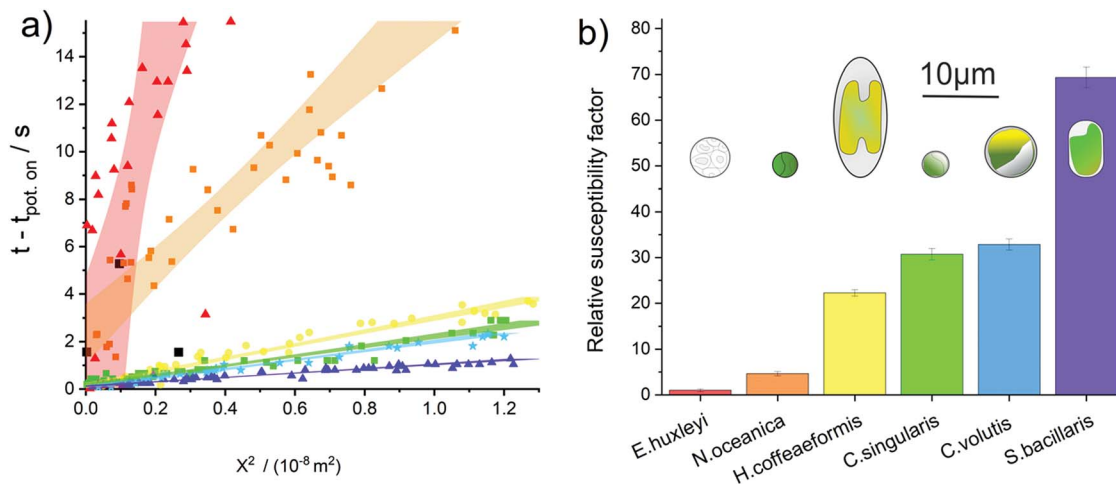 a)
t - t pot. on / s
14
12
10
8
6
4
2
0
0.0 0.2 0.4 0.6 0.8 1.0 1.2
X² / (10⁻⁸ m²)
b)
Relative susceptibility factor
80
70
60
50
40
30
20
10
0
10µm
E.huxleyi
N.oceanica
H.coffeaeformis
C.singularis
C.volutis
S.bacillaris